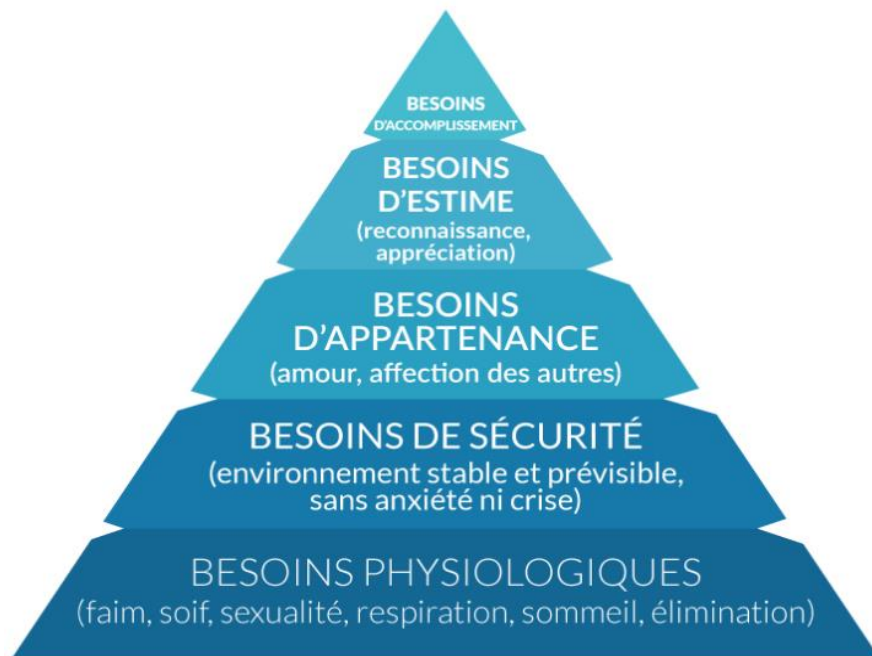 BESOINS
D'ACCOMPLISSEMENT
BESOINS
D'ESTIME
(reconnaissance,
appréciation)
BESOINS
D'APPARTENANCE
(amour, affection des autres)
BESOINS DE SÉCURITÉ
(environnement stable et prévisible,
sans anxiété ni crise)
BESOINS PHYSIOLOGIQUES
(faim, soif, sexualité, respiration, sommeil, élimination)